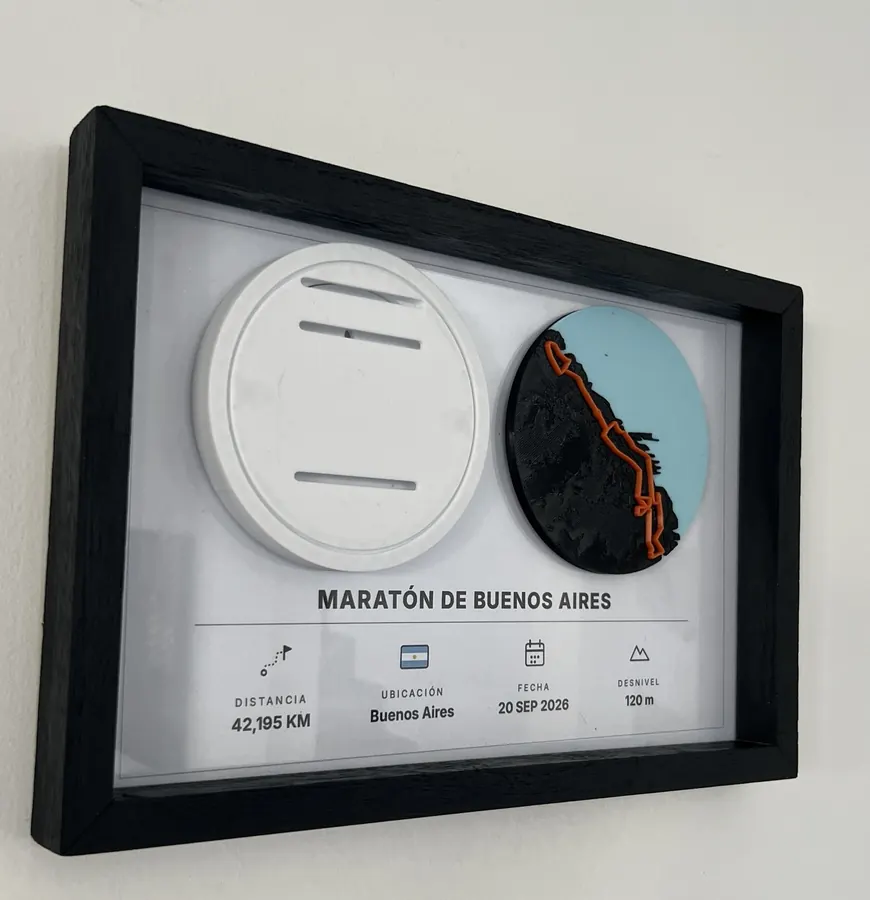 MARATÓN DE BUENOS AIRES
DISTANCIA
42,195 KM
UBICACIÓN
Buenos Aires
FECHA
20 SEP 2026
DESNIVEL
120 m